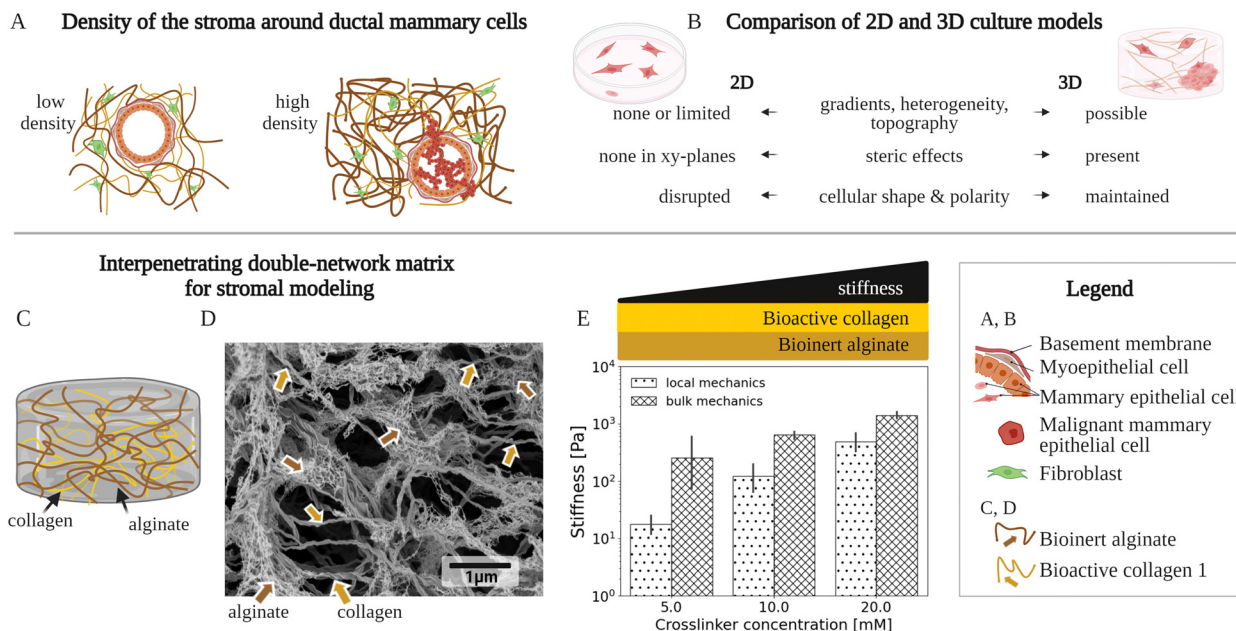 A
Density of the stroma around ductal mammary cells
low
density
high
density
B
Comparison of 2D and 3D culture models
2D
3D
none or limited
gradients, heterogeneity,
topography
possible
none in xy-planes
steric effects
present
disrupted
cellular shape & polarity
maintained
Interpenetrating double-network matrix
for stromal modeling
C
collagen
alginate
D
1μm
alginate
collagen
E
stiffness
Bioactive collagen
Bioinert alginate
local mechanics
bulk mechanics
Stiffness [Pa]
10⁴
10³
10²
10¹
10⁰
5.0
10.0
20.0
Crosslinker concentration [mM]
Legend
A, B
Basement membrane
Myoepithelial cell
Mammary epithelial cell
Malignant mammary
epithelial cell
Fibroblast
C, D
Bioinert alginate
Bioactive collagen 1